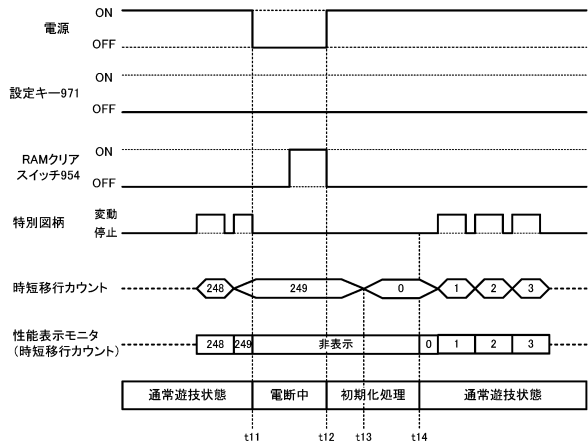 電源
ON
OFF
設定キー971
ON
OFF
RAMクリア
スイッチ954
ON
OFF
特別図柄
変動
停止
時短移行カウント
248
249
0
1
2
3
性能表示モニタ
(時短移行カウント)
248
249
非表示
0
1
2
3
通常遊技状態
電断中
初期化処理
通常遊技状態
t11
t12
t13
t14